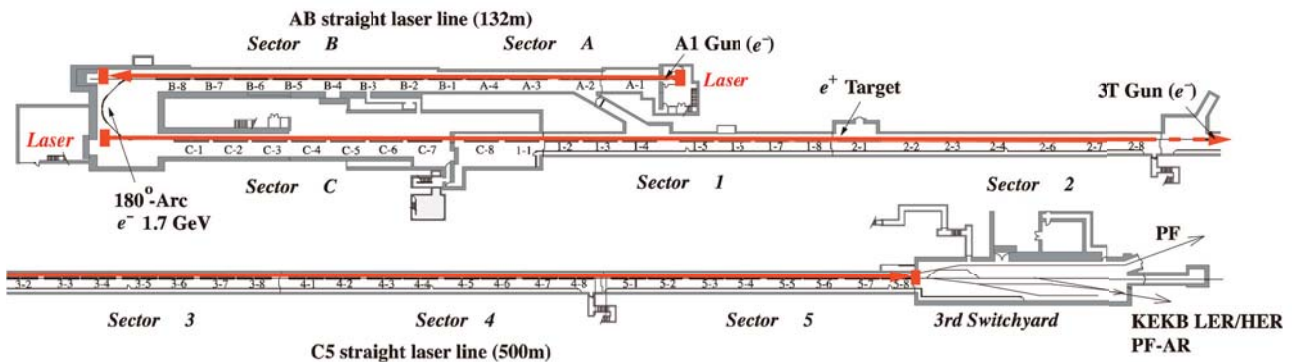 AB straight laser line (132m)
Sector B Sector A A1 Gun (e⁻)
Laser
B-8 B-7 B-6 B-5 B-4 B-3 B-2 B-1 A-4 A-3 A-2 A-1
e⁺ Target 3T Gun (e⁻)
Laser
C-1 C-2 C-3 C-4 C-5 C-6 C-7 C-8 1-1 1-2 1-3 1-4 1-5 1-6 1-7 1-8 2-1 2-2 2-3 2-4 2-6 2-7 2-8
Sector C Sector 1 Sector 2
180°-Arc
e⁻ 1.7 GeV
PF
3-2 3-3 3-4 3-5 3-6 3-7 3-8 4-1 4-2 4-3 4-4 4-5 4-6 4-7 4-8 5-1 5-2 5-3 5-4 5-5 5-6 5-7 5-8
Sector 3 Sector 4 Sector 5 3rd Switchyard KEKB LER/HER
PF-AR
C5 straight laser line (500m)